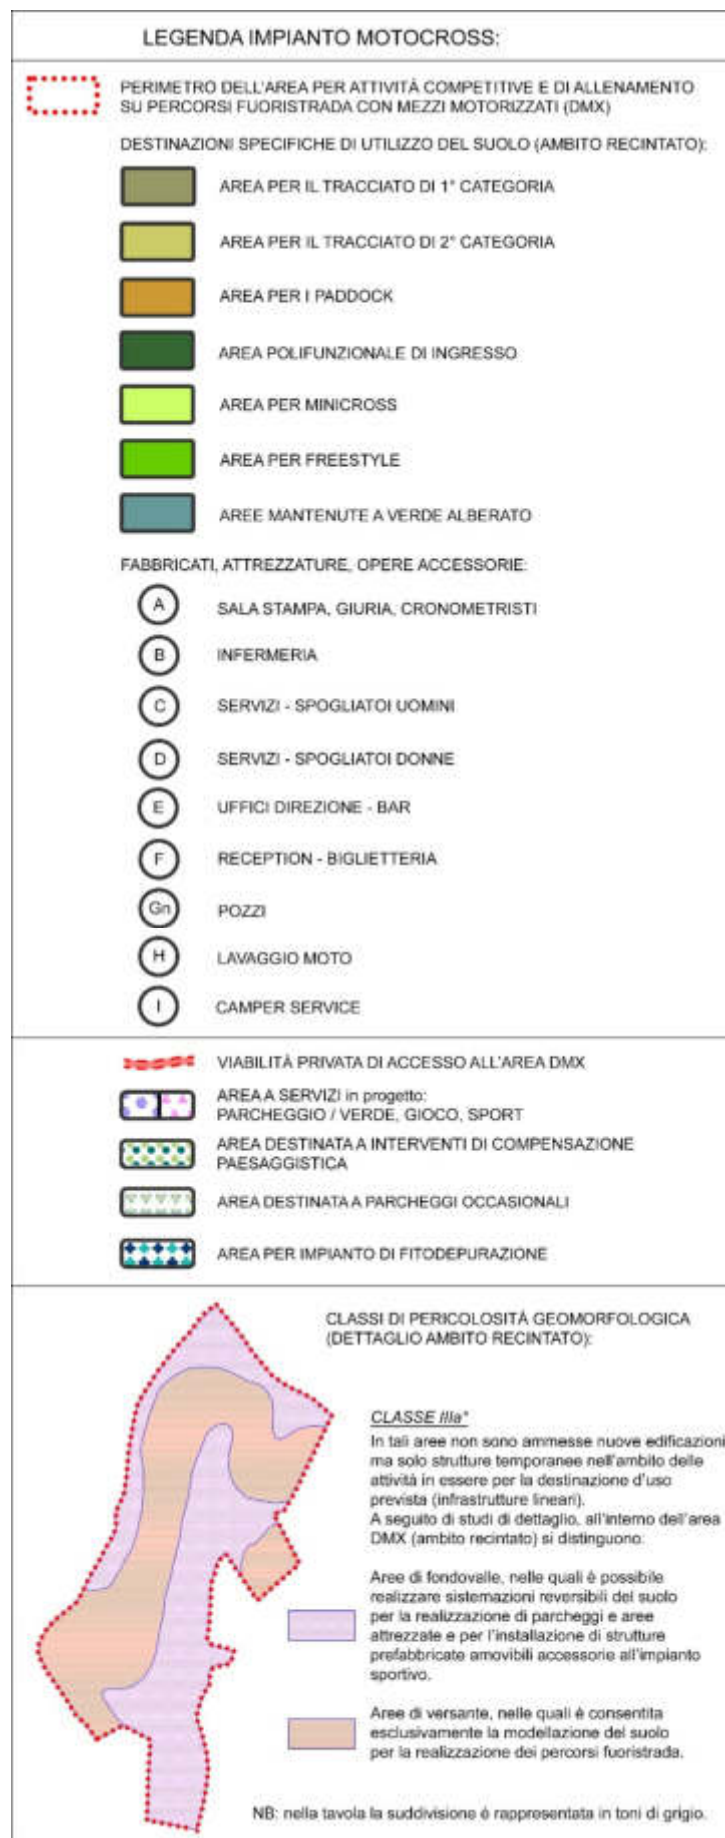 LEGENDA IMPIANTO MOTOCROSS:
PERIMETRO DELL'AREA PER ATTIVITÀ COMPETITIVE E DI ALLENAMENTO
SU PERCORSI FUORISTRADA CON MEZZI MOTORIZZATI (DMX)
DESTINAZIONI SPECIFICHE DI UTILIZZO DEL SUOLO (AMBITO RECINTATO):
AREA PER IL TRACCIATO DI 1° CATEGORIA
AREA PER IL TRACCIATO DI 2° CATEGORIA
AREA PER I PADDOCK
AREA POLIFUNZIONALE DI INGRESSO
AREA PER MINICROSS
AREA PER FREESTYLE
AREE MANTENUTE A VERDE ALBERATO
FABBRICATI, ATTREZZATURE, OPERE ACCESSORIE:
A SALA STAMPA, GIURIA, CRONOMETRISTI
B INFERMERIA
C SERVIZI - SPOGLIATOI UOMINI
D SERVIZI - SPOGLIATOI DONNE
E UFFICI DIREZIONE - BAR
F RECEPTION - BIGLIETTERIA
Gn POZZI
H LAVAGGIO MOTO
I CAMPER SERVICE
VIABILITÀ PRIVATA DI ACCESSO ALL'AREA DMX
AREA A SERVIZI in progetto:
PARCHEGGIO / VERDE, GIOCO, SPORT
AREA DESTINATA A INTERVENTI DI COMPENSAZIONE
PAESAGGISTICA
AREA DESTINATA A PARCHEGGI OCCASIONALI
AREA PER IMPIANTO DI FITODEPURAZIONE
CLASSI DI PERICOLOSITÀ GEOMORFOLOGICA
(DETTAGLIO AMBITO RECINTATO):
CLASSE IIIa*
In tali aree non sono ammesse nuove edificazioni
ma solo strutture temporanee nell'ambito delle
attività in essere per la destinazione d'uso
prevista (infrastrutture lineari).
A seguito di studi di dettaglio, all'interno dell'area
DMX (ambito recintato) si distinguono:
Aree di fondovalle, nelle quali è possibile
realizzare sistemazioni reversibili del suolo
per la realizzazione di parcheggi e aree
attrezzate e per l'installazione di strutture
prefabbricate amovibili accessorie all'impianto
sportivo.
Aree di versante, nelle quali è consentita
esclusivamente la modellazione del suolo
per la realizzazione dei percorsi fuoristrada.
NB: nella tavola la suddivisione è rappresentata in toni di grigio.